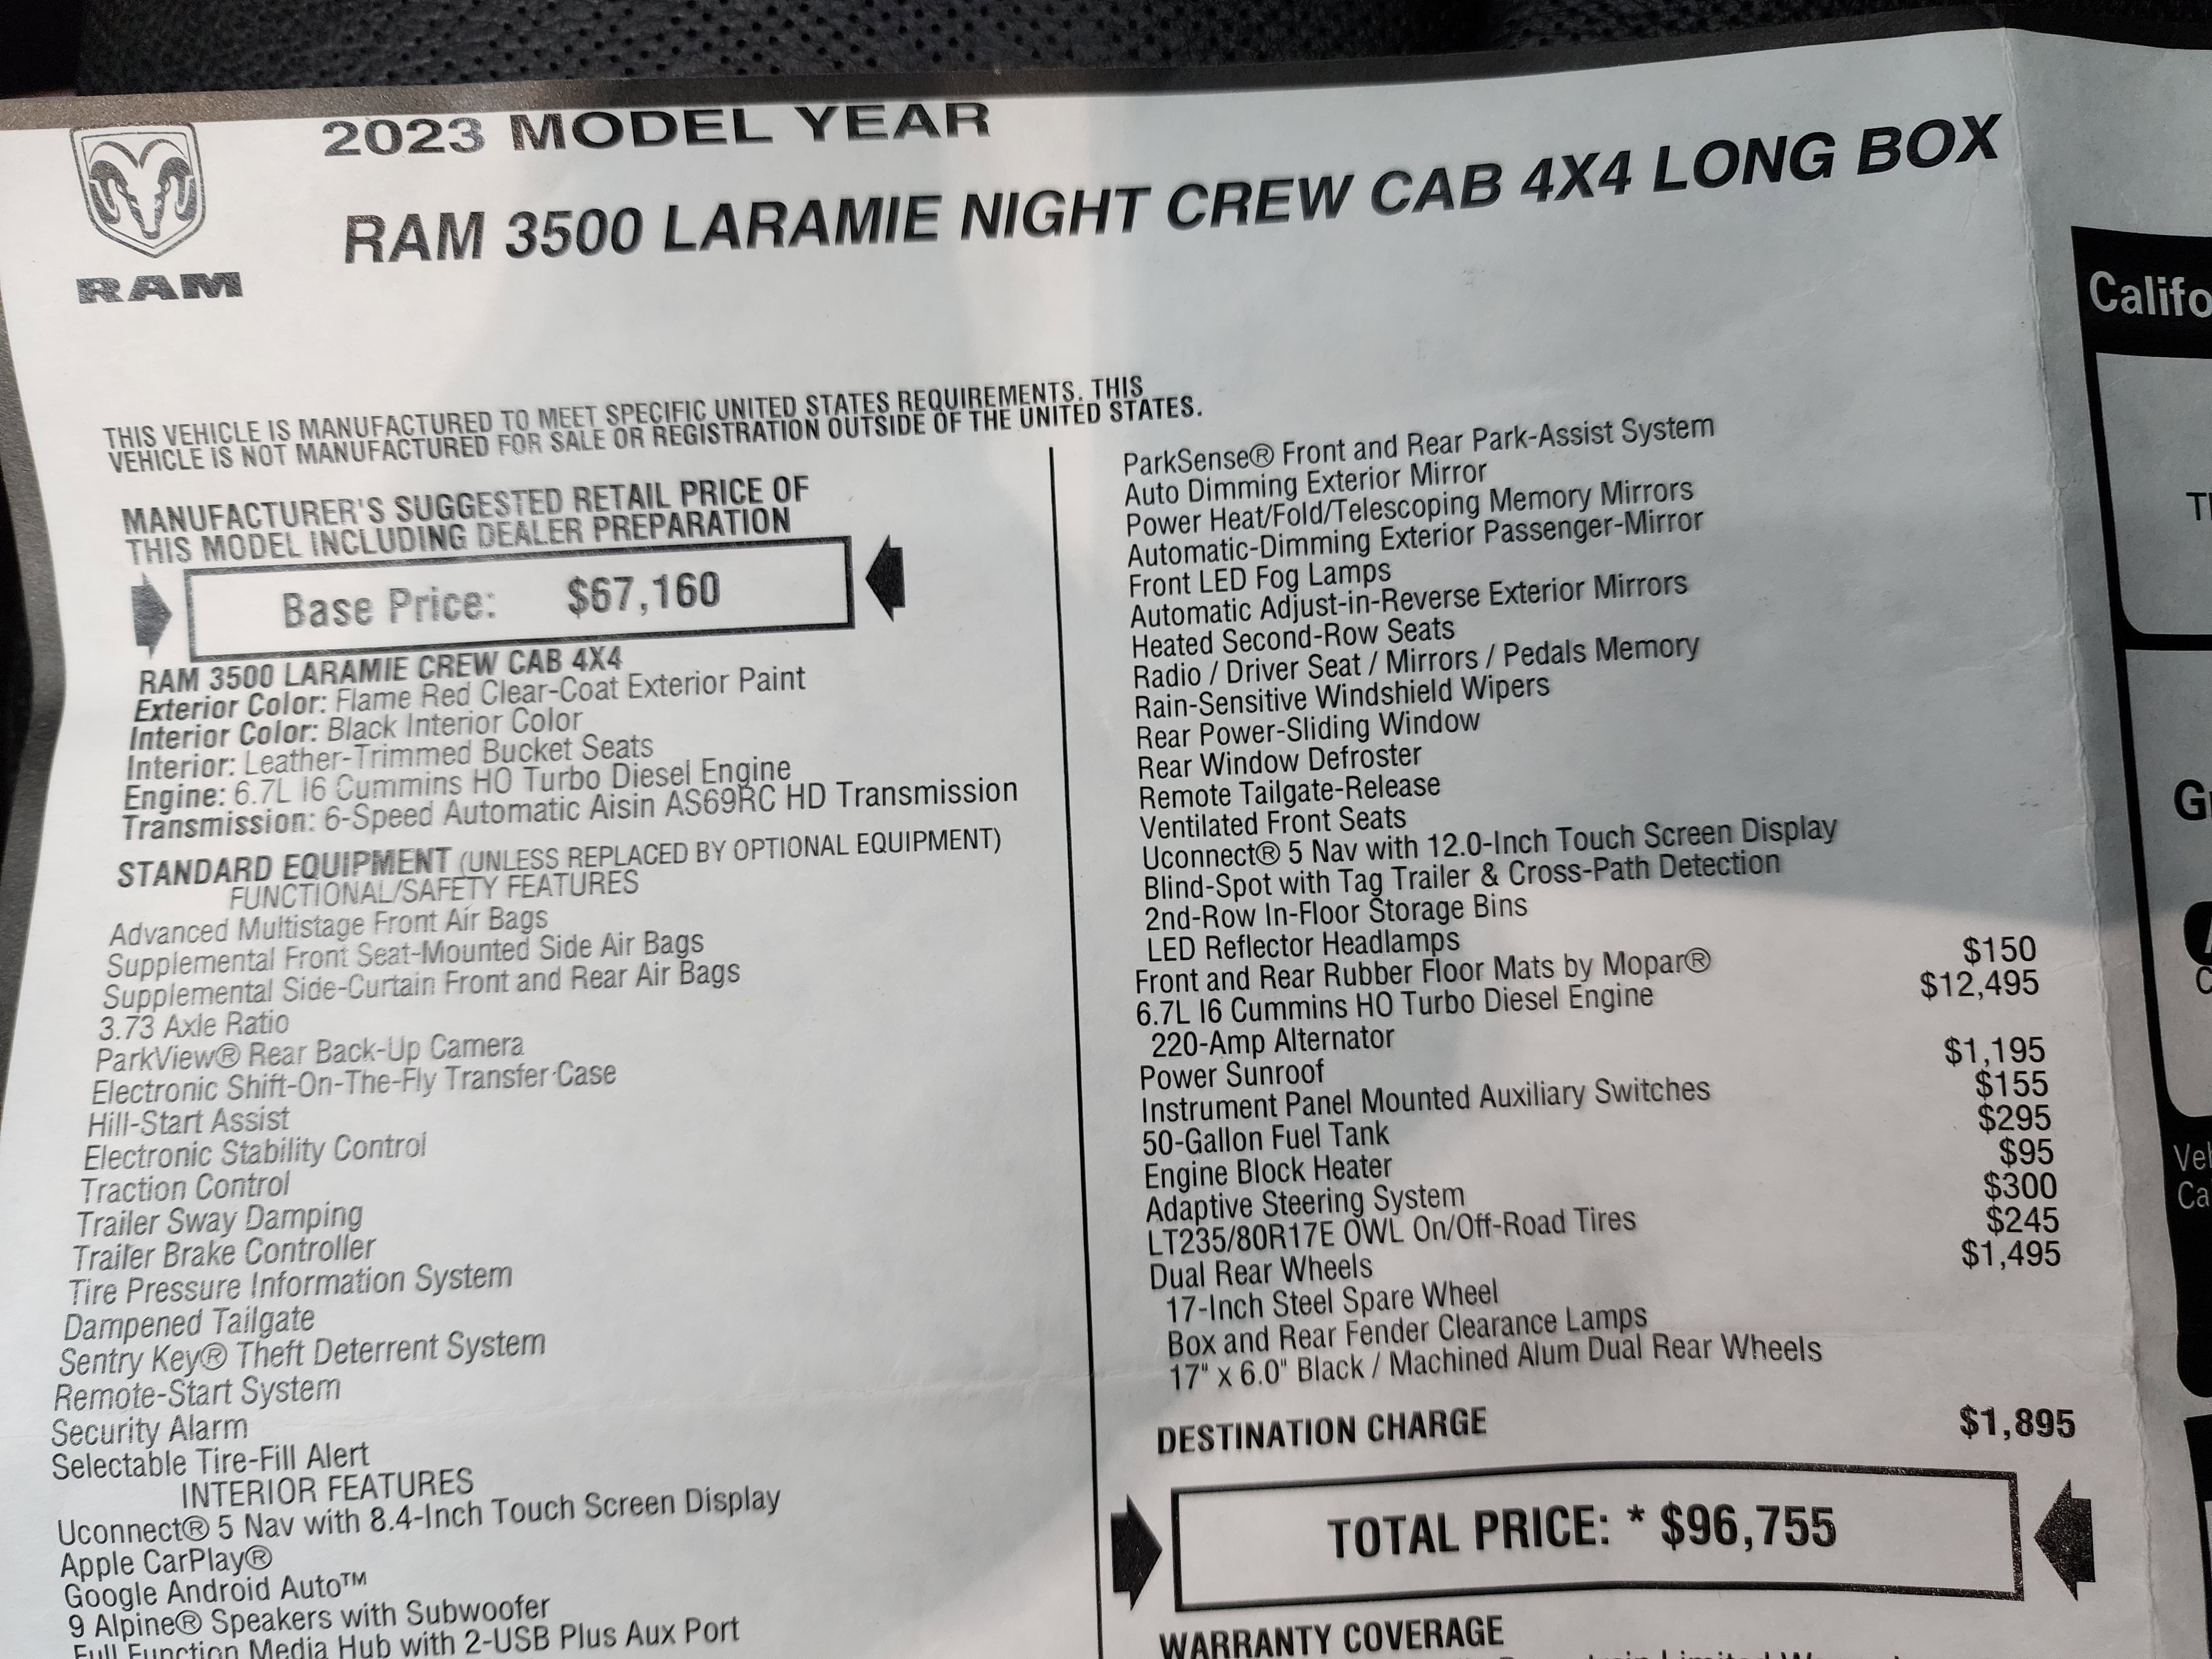 2023 MODEL YEAR
RAM 3500 LARAMIE NIGHT CREW CAB 4X4 LONG BOX
RAM
THIS VEHICLE IS MANUFACTURED TO MEET SPECIFIC UNITED STATES REQUIREMENTS. THIS
VEHICLE IS NOT MANUFACTURED FOR SALE OR REGISTRATION OUTSIDE OF THE UNITED STATES.
MANUFACTURER'S SUGGESTED RETAIL PRICE OF
THIS MODEL INCLUDING DEALER PREPARATION
Base Price: $67,160
RAM 3500 LARAMIE CREW CAB 4X4
Exterior Color: Flame Red Clear-Coat Exterior Paint
Interior Color: Black Interior Color
Interior: Leather-Trimmed Bucket Seats
Engine: 6.7L I6 Cummins HO Turbo Diesel Engine
Transmission: 6-Speed Automatic Aisin AS69RC HD Transmission
STANDARD EQUIPMENT (UNLESS REPLACED BY OPTIONAL EQUIPMENT)
FUNCTIONAL/SAFETY FEATURES
Advanced Multistage Front Air Bags
Supplemental Front Seat-Mounted Side Air Bags
Supplemental Side-Curtain Front and Rear Air Bags
3.73 Axle Ratio
ParkView® Rear Back-Up Camera
Electronic Shift-On-The-Fly Transfer Case
Hill-Start Assist
Electronic Stability Control
Traction Control
Trailer Sway Damping
Trailer Brake Controller
Tire Pressure Information System
Dampened Tailgate
Sentry Key® Theft Deterrent System
Remote-Start System
Security Alarm
Selectable Tire-Fill Alert
INTERIOR FEATURES
Uconnect® 5 Nav with 8.4-Inch Touch Screen Display
Apple CarPlay®
Google Android Auto™
9 Alpine® Speakers with Subwoofer
Full Function Media Hub with 2-USB Plus Aux Port
ParkSense® Front and Rear Park-Assist System
Auto Dimming Exterior Mirror
Power Heat/Fold/Telescoping Memory Mirrors
Automatic-Dimming Exterior Passenger-Mirror
Front LED Fog Lamps
Automatic Adjust-in-Reverse Exterior Mirrors
Heated Second-Row Seats
Radio / Driver Seat / Mirrors / Pedals Memory
Rain-Sensitive Windshield Wipers
Rear Power-Sliding Window
Rear Window Defroster
Remote Tailgate-Release
Ventilated Front Seats
Uconnect® 5 Nav with 12.0-Inch Touch Screen Display
Blind-Spot with Tag Trailer & Cross-Path Detection
2nd-Row In-Floor Storage Bins
LED Reflector Headlamps
Front and Rear Rubber Floor Mats by Mopar® $150
6.7L I6 Cummins HO Turbo Diesel Engine $12,495
220-Amp Alternator
Power Sunroof $1,195
Instrument Panel Mounted Auxiliary Switches $155
50-Gallon Fuel Tank $295
Engine Block Heater $95
Adaptive Steering System $300
LT235/80R17E OWL On/Off-Road Tires $245
Dual Rear Wheels $1,495
17-Inch Steel Spare Wheel
Box and Rear Fender Clearance Lamps
17" x 6.0" Black / Machined Alum Dual Rear Wheels
DESTINATION CHARGE $1,895
TOTAL PRICE: * $96,755
WARRANTY COVERAGE